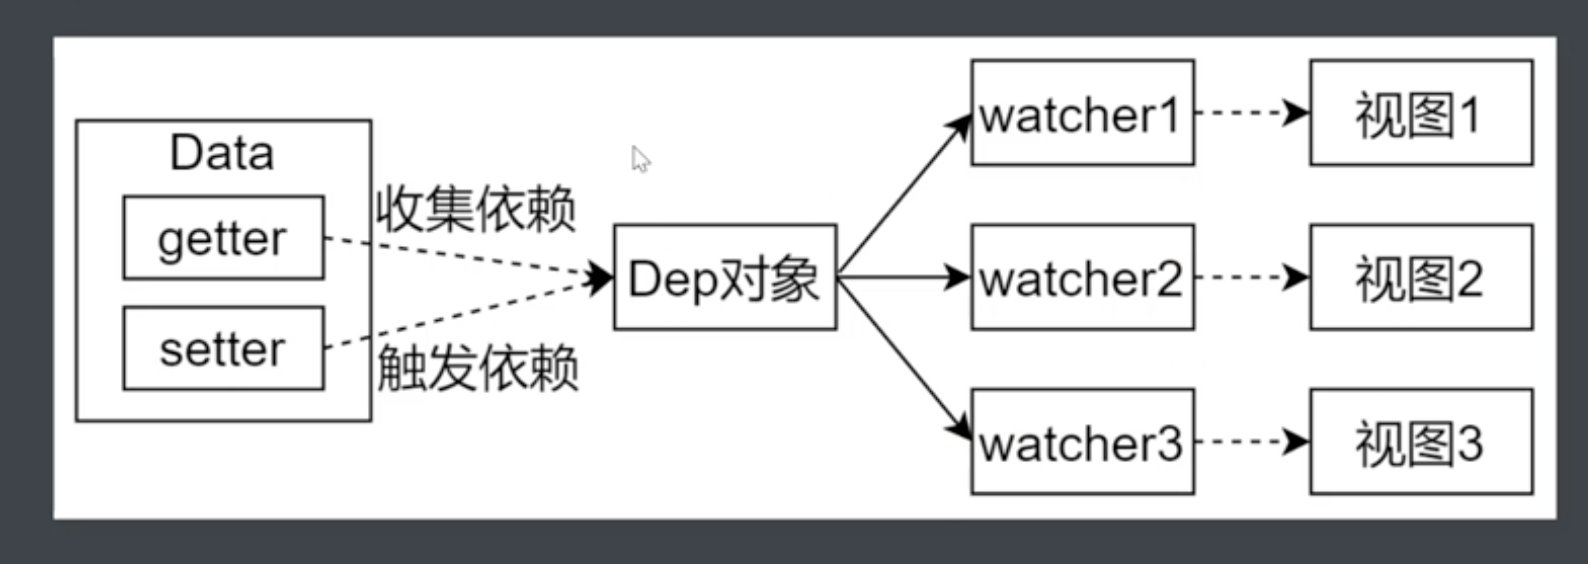 Data
getter
setter
收集依赖
触发依赖
Dep对象
watcher1
视图1
watcher2
视图2
watcher3
视图3